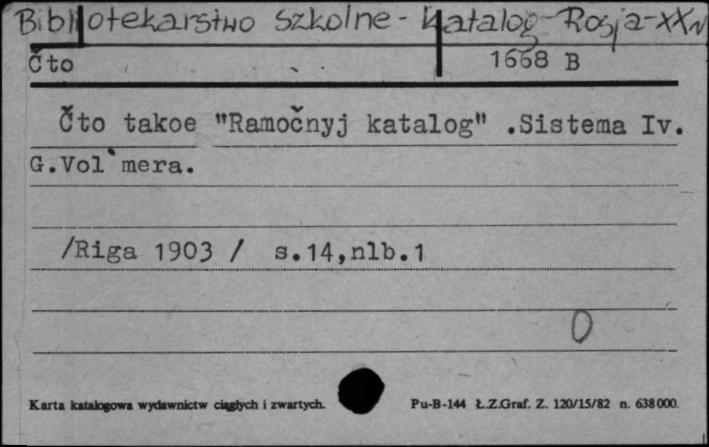 Bibliotekarstwo szkolne - katalog - Rosja - XX w
Čto 1668 B
Čto takoe "Ramočnyj katalog" .Sistema Iv.
G.Vol`mera.
/Riga 1903 / s.14,nlb.1
0
Karta katalogowa wydawnictw ciągłych i zwartych. Pu-B-144 Ł.Z.Graf. Z. 120/15/82 n. 638000.